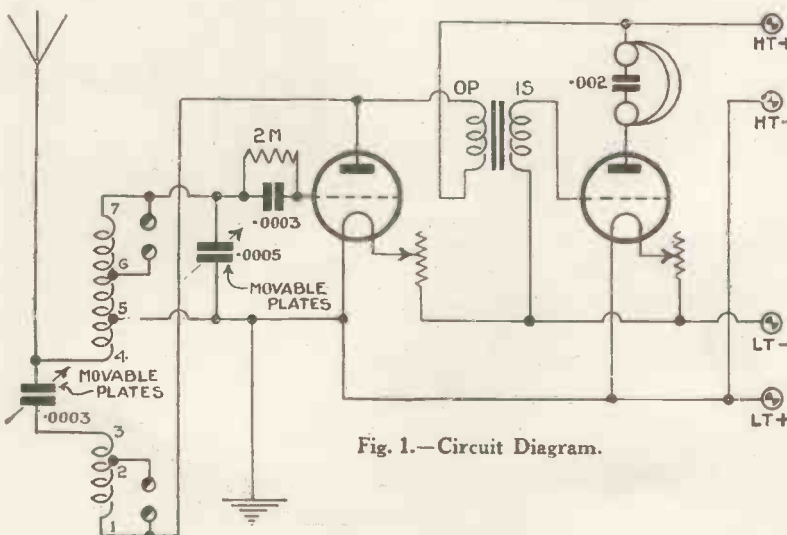 HT+
OP
IS
.002
HT-
2M
.0003
7
6
.0005
MOVABLE
PLATES
5
4
MOVABLE
PLATES
.0003
3
2
1
LT-
LT+
Fig. 1.—Circuit Diagram.